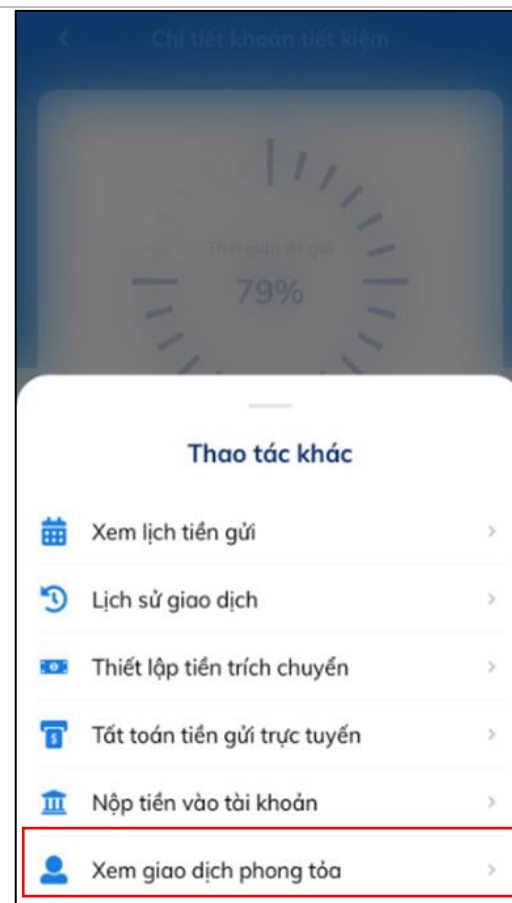 Chi tiết khoản tiết kiệm
Thời gian đã gửi
79%
Thao tác khác
Xem lịch tiền gửi
Lịch sử giao dịch
Thiết lập tiền trích chuyển
Tất toán tiền gửi trực tuyến
Nộp tiền vào tài khoản
Xem giao dịch phong tỏa